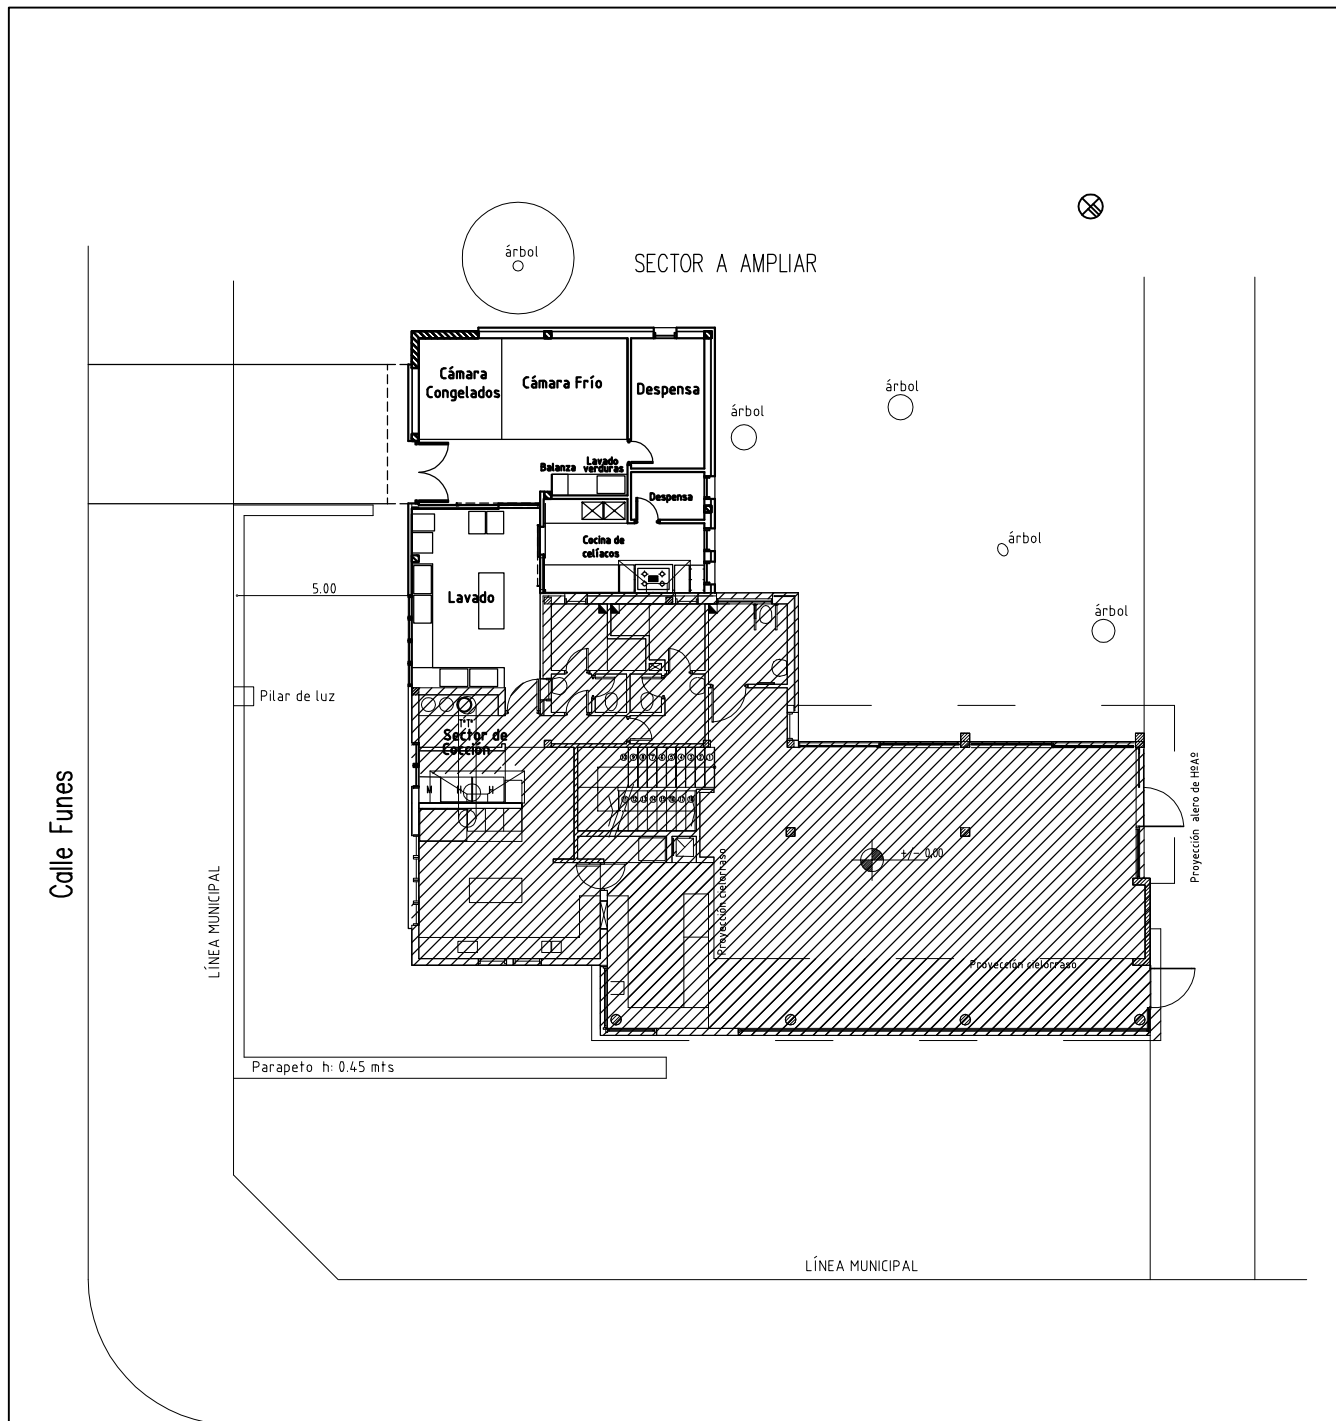 árbol
SECTOR A AMPLIAR
Cámara
Congelados
Cámara Frío
Despensa
árbol
árbol
Balanza
Lavado
verduras
Despensa
Cocina de
celíacos
árbol
5.00
Lavado
árbol
Pilar de luz
"T"
Sector de
Cocción
M
H
H
+/- 0,00
Proyección cielorraso
Proyección alero de HºAº
Calle Funes
LÍNEA MUNICIPAL
Proyección cielorraso
Parapeto h: 0.45 mts
LÍNEA MUNICIPAL